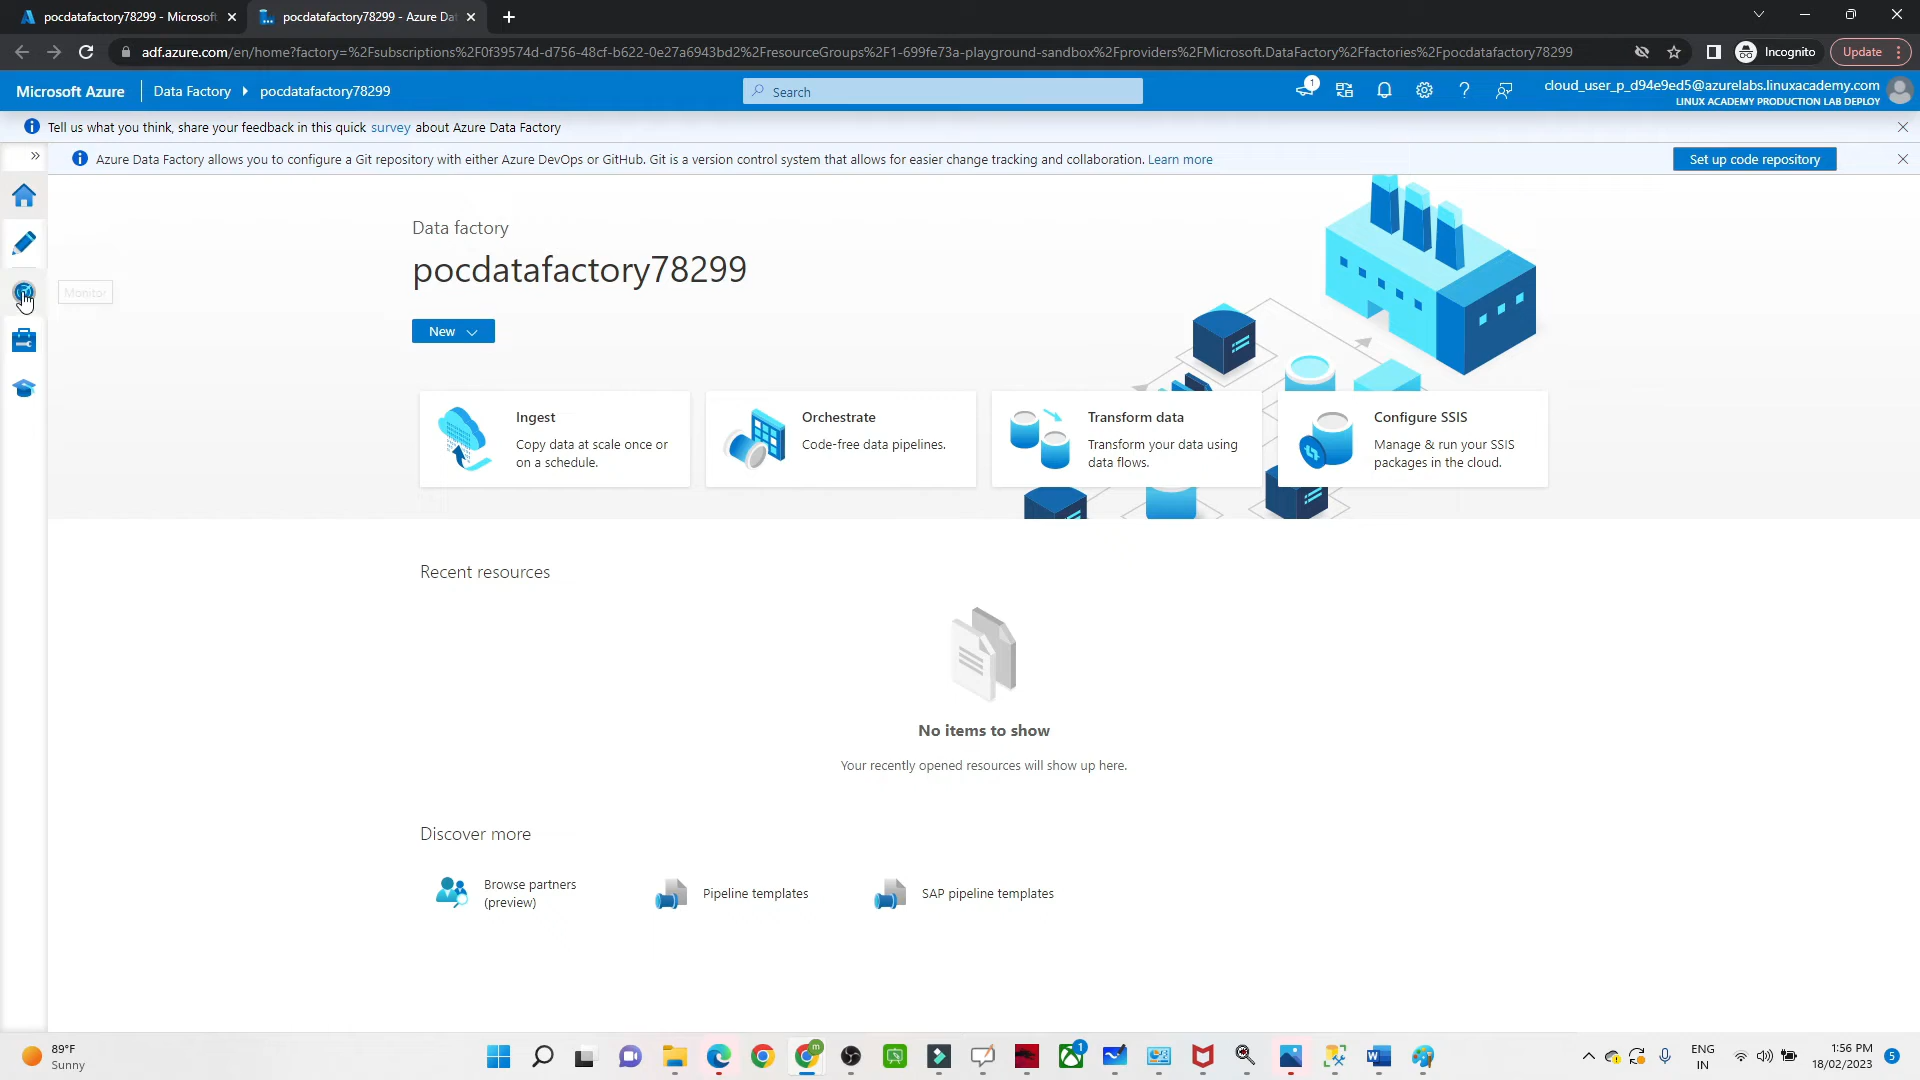 pocdatafactory78299 - Microsoft
pocdatafactory78299 - Azure Dat
adf.azure.com/en/home?factory=%2Fsubscriptions%2F0f39574d-d756-48cf-b622-0e27a6943bd2%2FresourceGroups%2F1-699fe73a-playground-sandbox%2Fproviders%2FMicrosoft.DataFactory%2Ffactories%2Fpocdatafactory78299
Incognito
Update
Microsoft Azure
Data Factory
pocdatafactory78299
Search
1
cloud_user_p_d94e9ed5@azurelabs.linuxacademy.com
LINUX ACADEMY PRODUCTION LAB DEPLOY
Tell us what you think, share your feedback in this quick survey about Azure Data Factory
Azure Data Factory allows you to configure a Git repository with either Azure DevOps or GitHub. Git is a version control system that allows for easier change tracking and collaboration. Learn more
Set up code repository
Data factory
pocdatafactory78299
Monitor
New
Ingest
Copy data at scale once or
on a schedule.
Orchestrate
Code-free data pipelines.
Transform data
Transform your data using
data flows.
Configure SSIS
Manage & run your SSIS
packages in the cloud.
Recent resources
No items to show
Your recently opened resources will show up here.
Discover more
Browse partners
(preview)
Pipeline templates
SAP pipeline templates
89°F
Sunny
m
1
ENG
IN
1:56 PM
18/02/2023
5